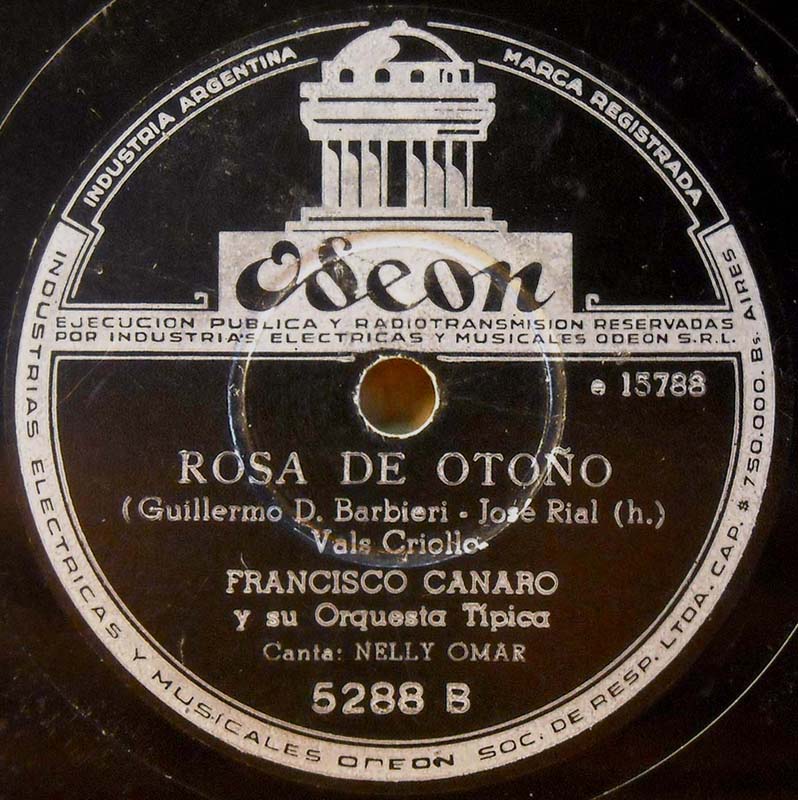 INDUSTRIA ARGENTINA
MARCA REGISTRADA
Odeon
EJECUCION PUBLICA Y RADIOTRANSMISION RESERVADAS
POR INDUSTRIAS ELECTRICAS Y MUSICALES ODEON S.R.L.
e 15788
ROSA DE OTOÑO
(Guillermo D. Barbieri - José Rial (h.)
Vals Criollo
FRANCISCO CANARO
y su Orquesta Típica
Canta: NELLY OMAR
5288 B
INDUSTRIAS ELECTRICAS Y MUSICALES ODEON SOC. DE RESP. LTDA. CAP. $ 750.000. Bs. AIRES